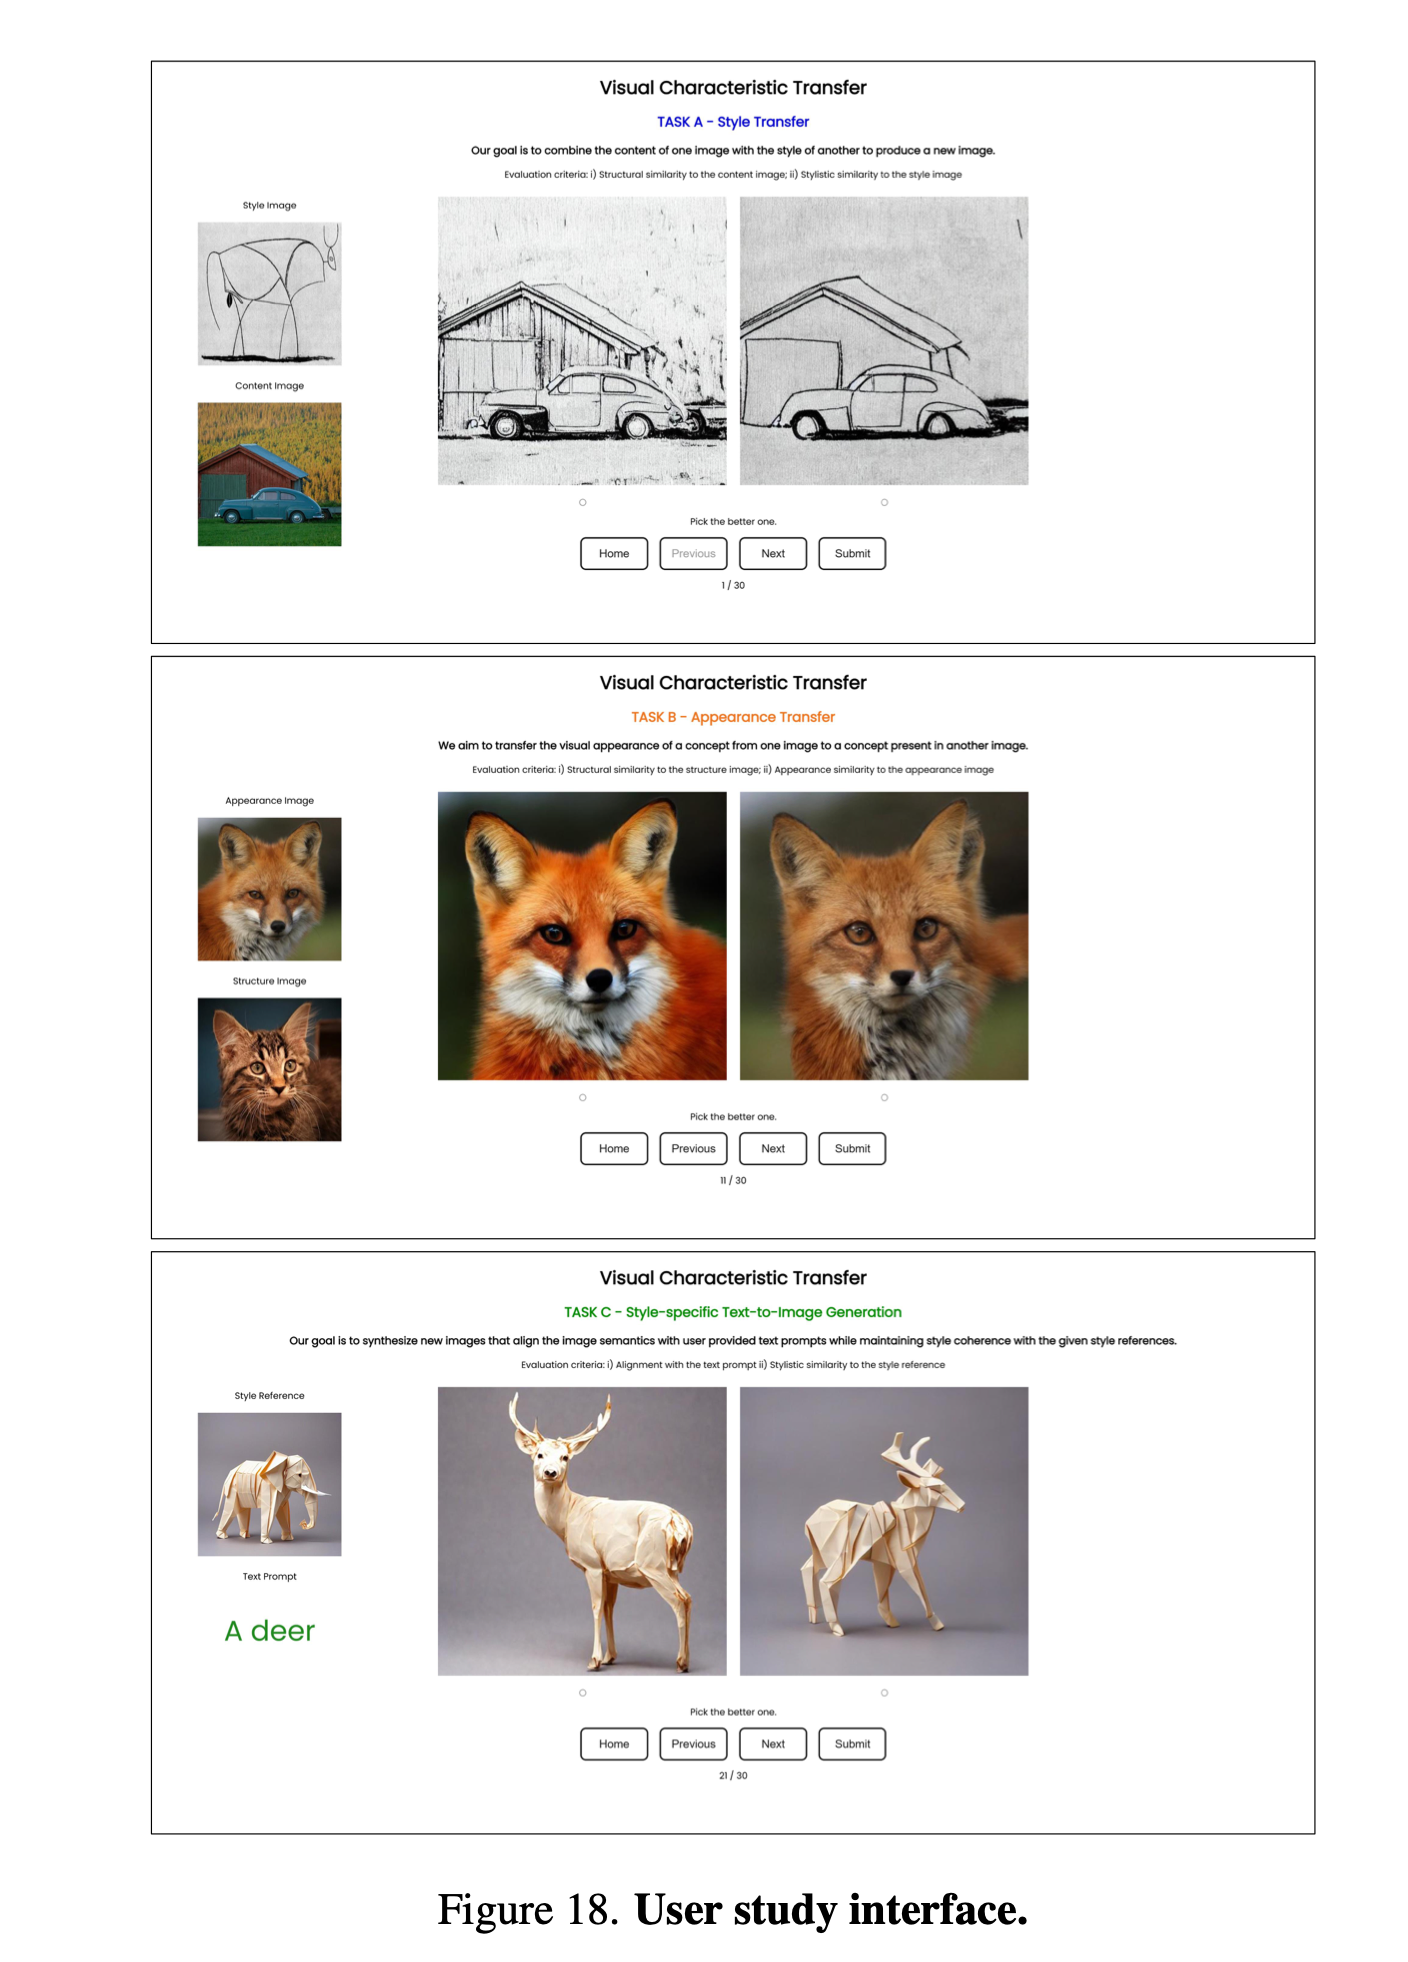 Visual Characteristic Transfer
TASK A - Style Transfer
Our goal is to combine the content of one image with the style of another to produce a new image.
Evaluation criteria: i) Structural similarity to the content image; ii) Stylistic similarity to the style image
Style Image
Content Image
Pick the better one.
Home Previous Next Submit
1 / 30
Visual Characteristic Transfer
TASK B - Appearance Transfer
We aim to transfer the visual appearance of a concept from one image to a concept present in another image.
Evaluation criteria: i) Structural similarity to the structure image; ii) Appearance similarity to the appearance image
Appearance Image
Structure Image
Pick the better one.
Home Previous Next Submit
11 / 30
Visual Characteristic Transfer
TASK C - Style-specific Text-to-Image Generation
Our goal is to synthesize new images that align the image semantics with user provided text prompts while maintaining style coherence with the given style references.
Evaluation criteria: i) Alignment with the text prompt ii) Stylistic similarity to the style reference
Style Reference
Text Prompt
A deer
Pick the better one.
Home Previous Next Submit
21 / 30
Figure 18. User study interface.